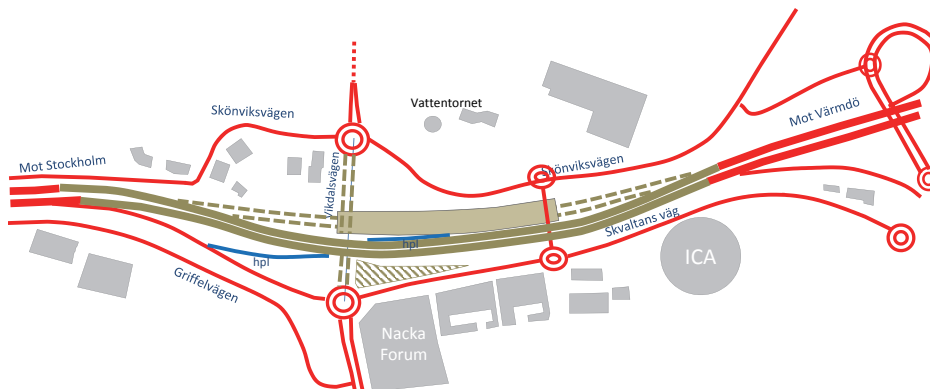 Skönviksvägen
Vattentornet
Mot Värmdö
Mot Stockholm
Vikdalsvägen
Skönviksvägen
Skvaltans väg
hpl
hpl
Griffelvägen
ICA
Nacka
Forum